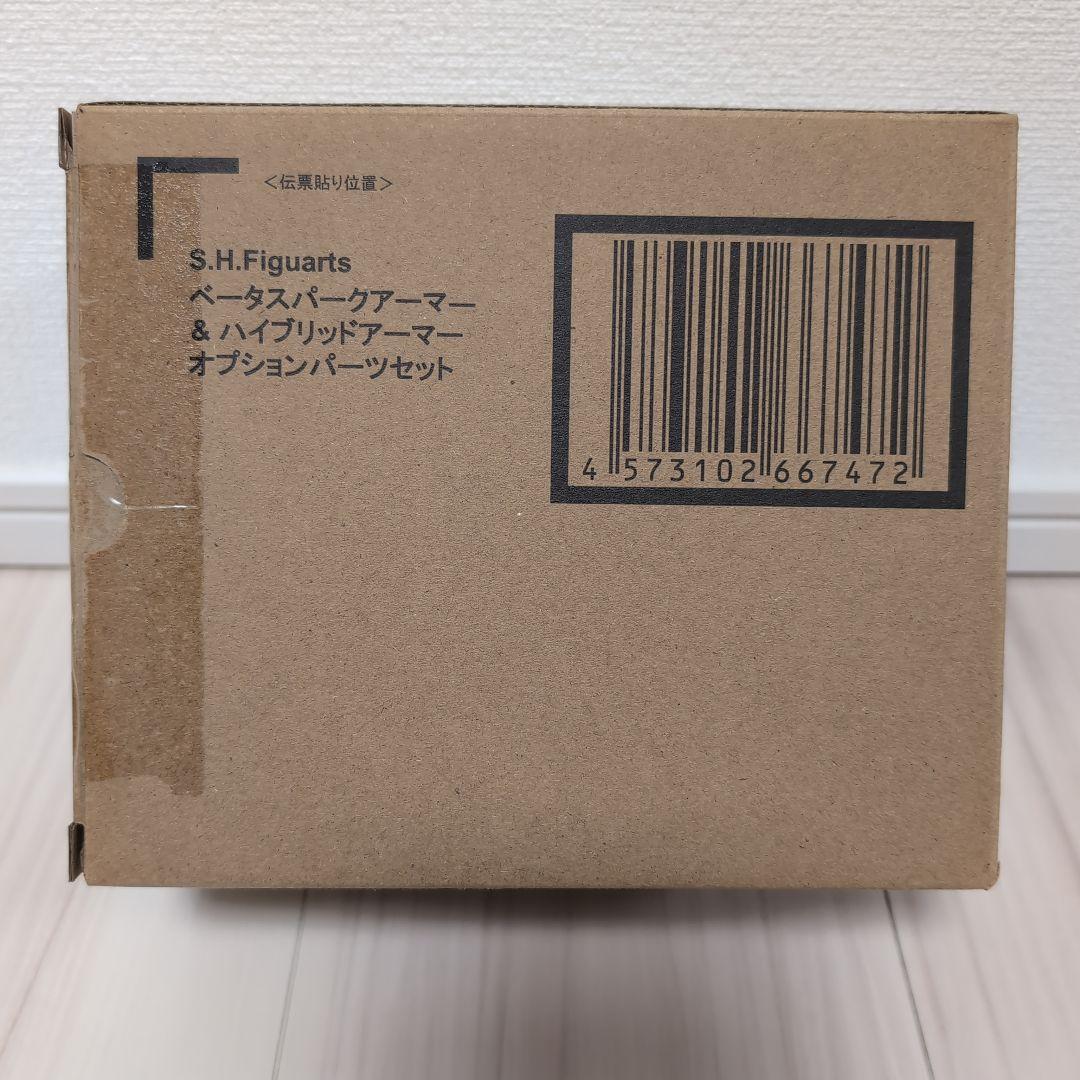 ＜伝票貼り位置＞
S.H.Figuarts
ベータスパークアーマー
& ハイブリッドアーマー
オプションパーツセット
4 573102 667472